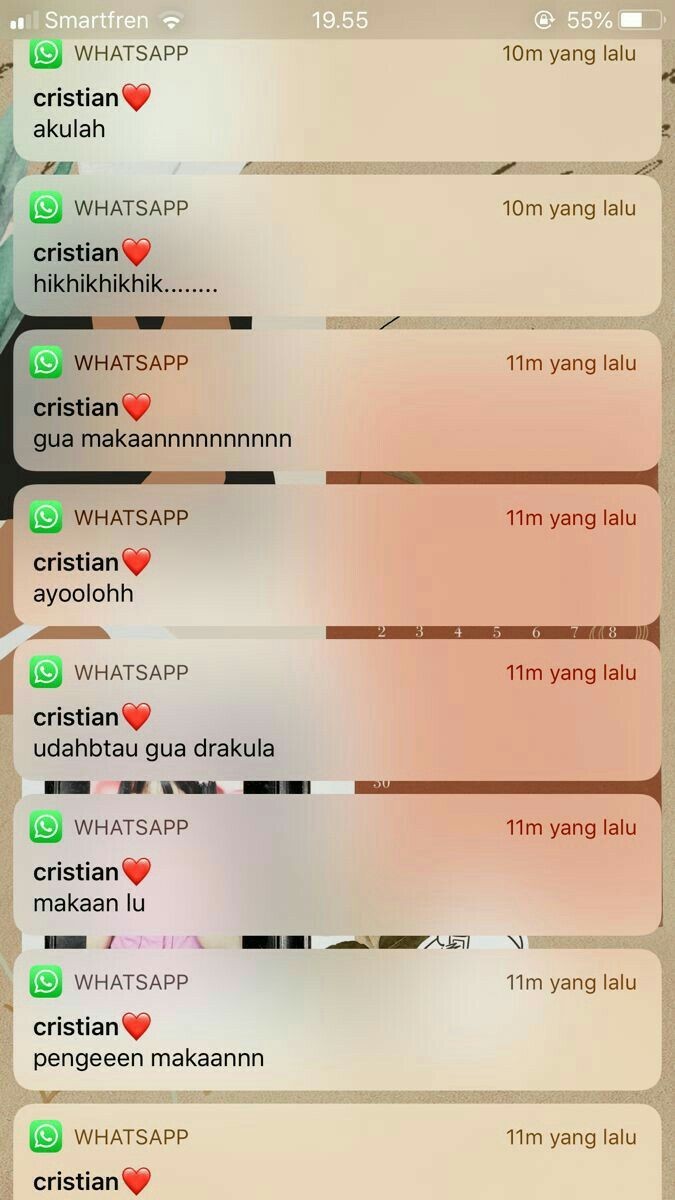 Smartfren 19.55 55%
WHATSAPP 10m yang lalu
cristian❤️
akulah
WHATSAPP 10m yang lalu
cristian❤️
hikhikhikhik........
WHATSAPP 11m yang lalu
cristian❤️
gua makaannnnnnnnnn
WHATSAPP 11m yang lalu
cristian❤️
ayoolohh
2 3 4 5 6 7 8
WHATSAPP 11m yang lalu
cristian❤️
udahbtau gua drakula
30
WHATSAPP 11m yang lalu
cristian❤️
makaan lu
WHATSAPP 11m yang lalu
cristian❤️
pengeeen makaannn
WHATSAPP 11m yang lalu
cristian❤️